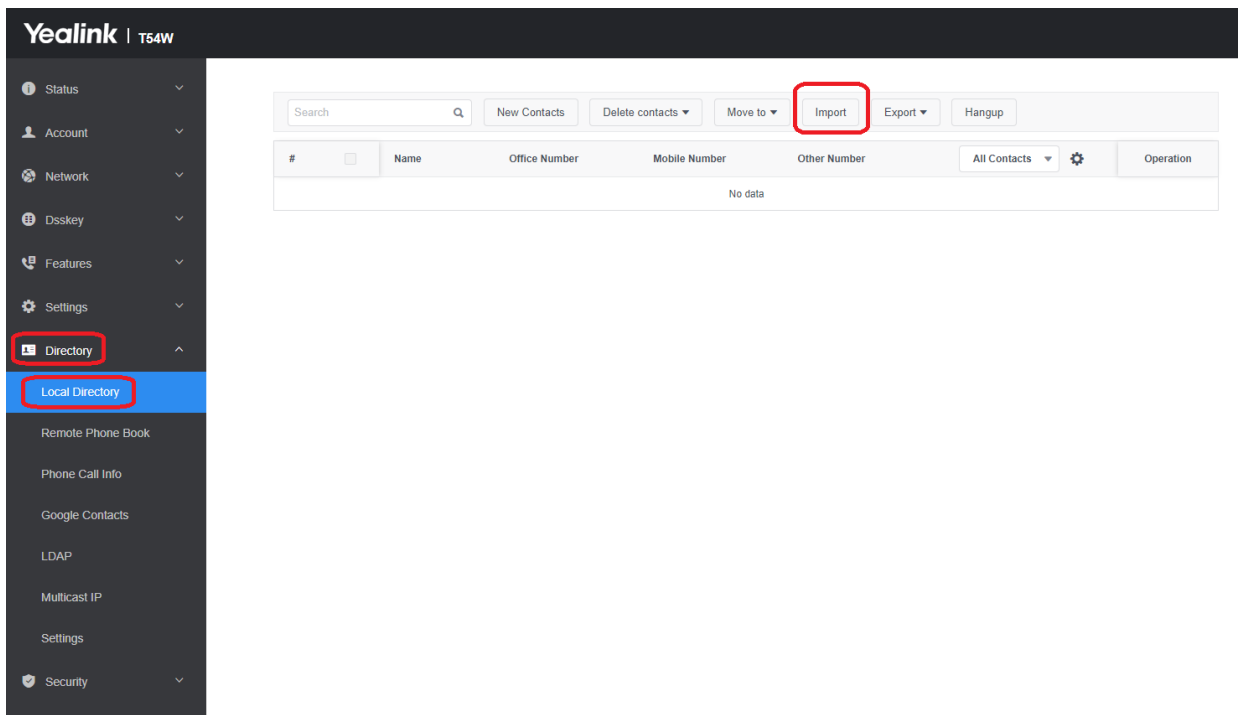 Yealink | T54W
Status
Account
Network
Dsskey
Features
Settings
Directory
Local Directory
Remote Phone Book
Phone Call Info
Google Contacts
LDAP
Multicast IP
Settings
Security
Search New Contacts Delete contacts Move to Import Export Hangup
# Name Office Number Mobile Number Other Number All Contacts Operation
No data